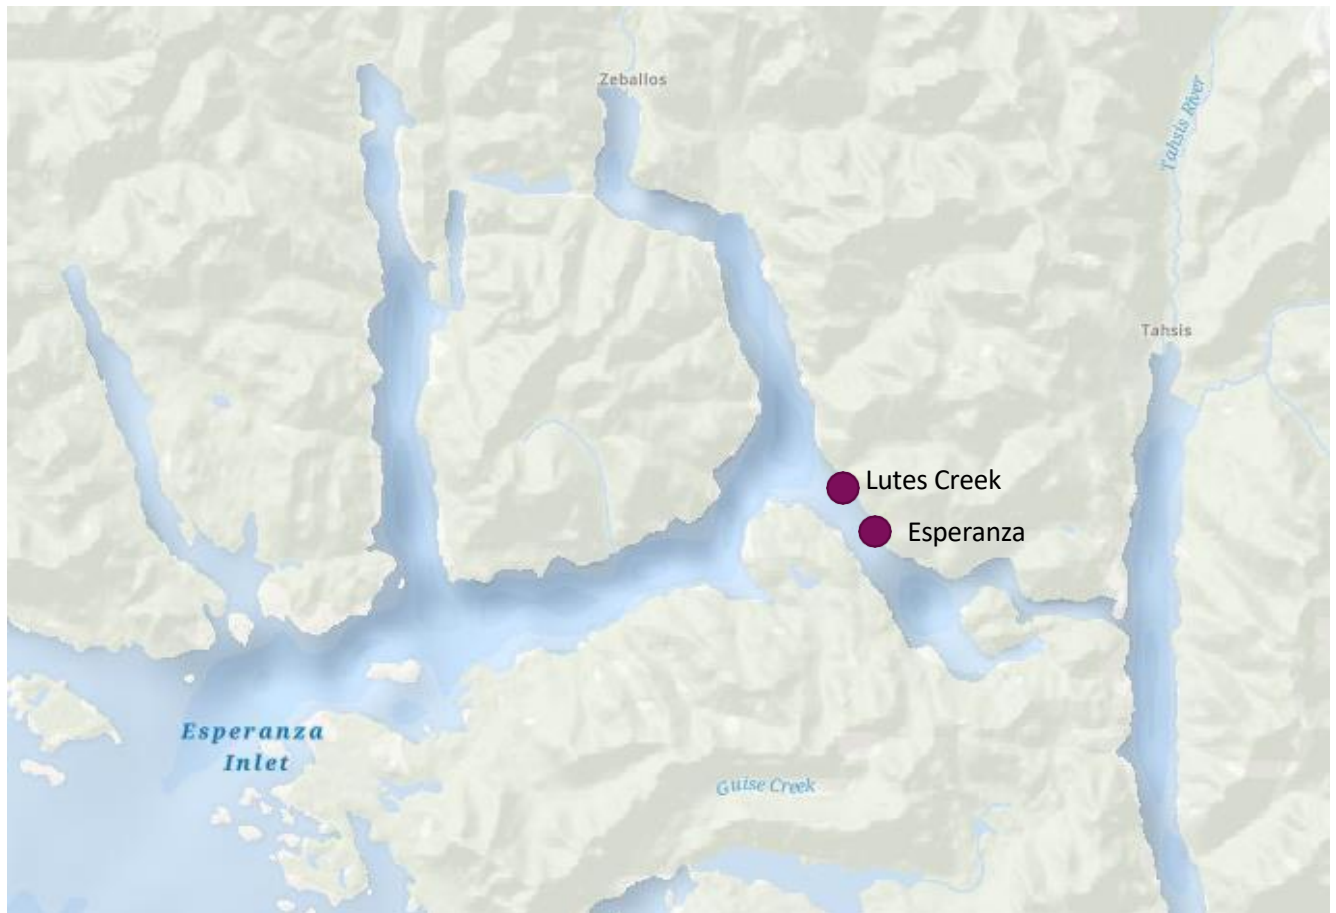 Zeballos
Tahsis River
Tahsis
Lutes Creek
Esperanza
Esperanza
Inlet
Guise Creek